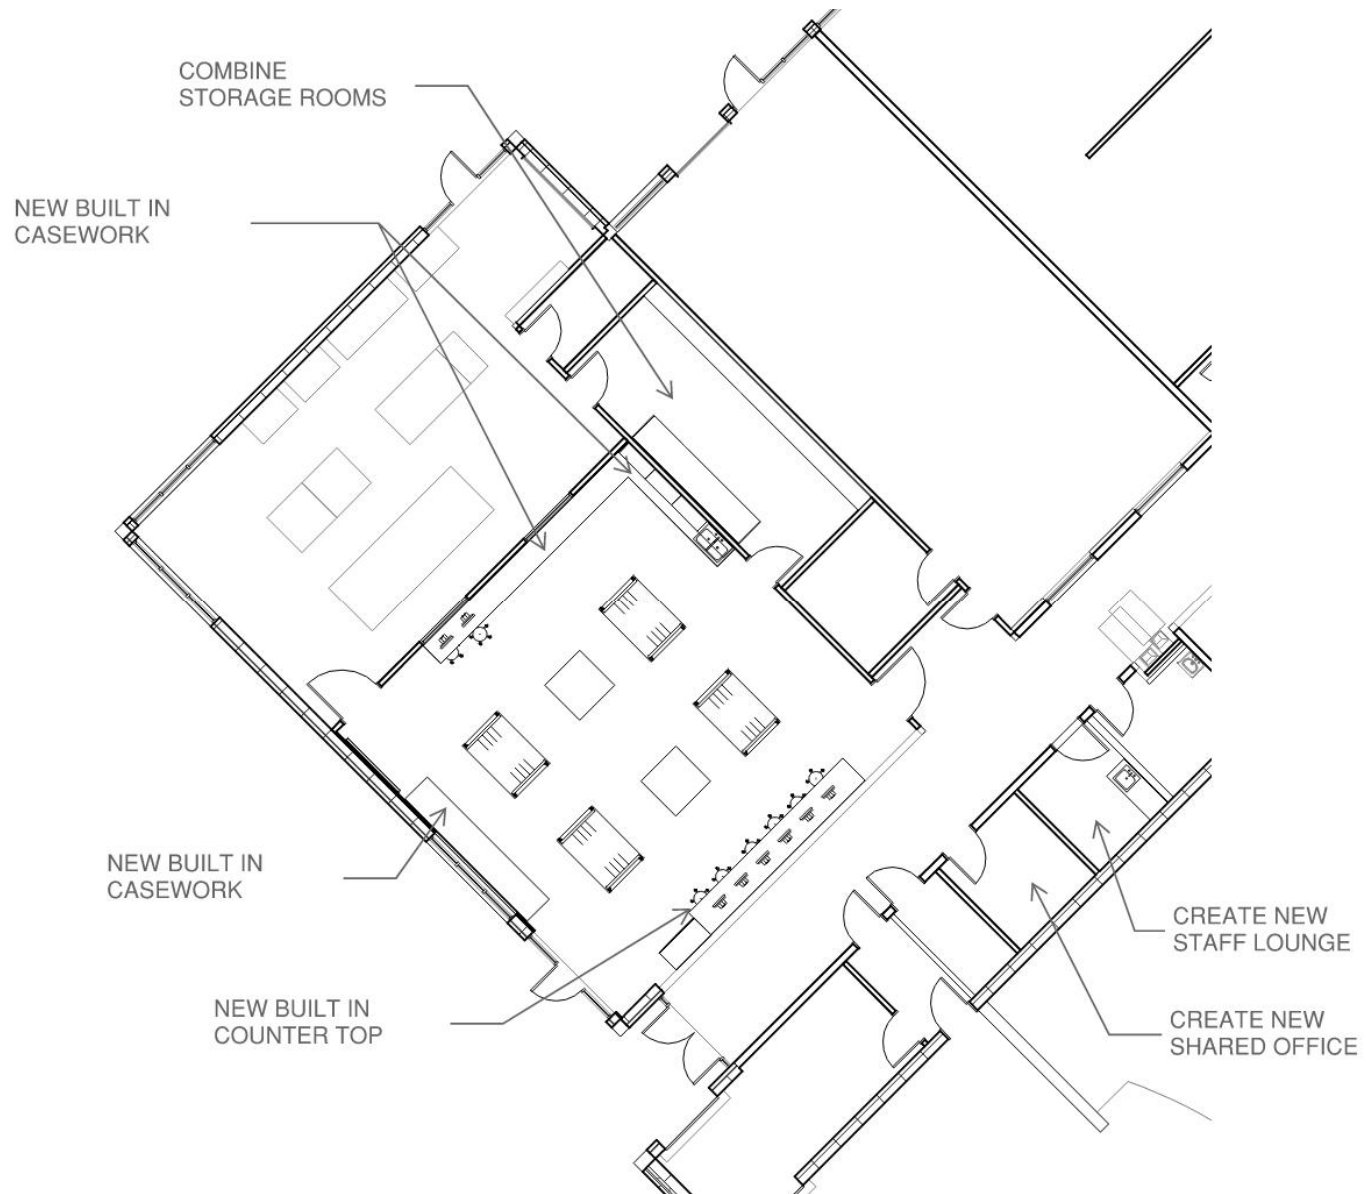 COMBINE
STORAGE ROOMS
NEW BUILT IN
CASEWORK
NEW BUILT IN
CASEWORK
CREATE NEW
STAFF LOUNGE
NEW BUILT IN
COUNTER TOP
CREATE NEW
SHARED OFFICE